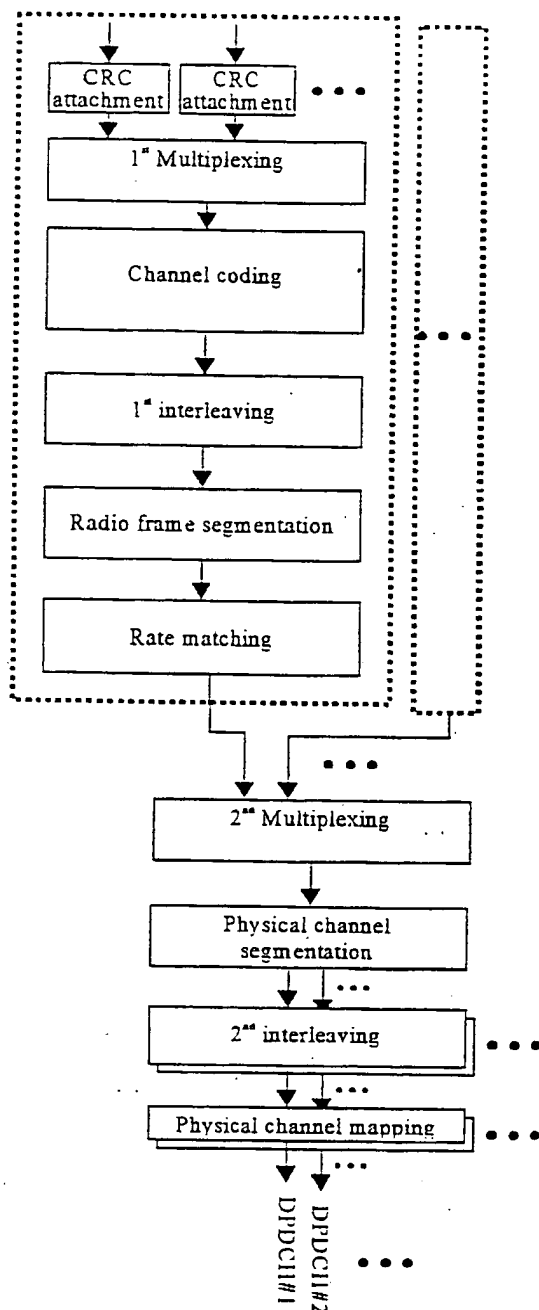 CRC
attachment
CRC
attachment
1st Multiplexing
Channel coding
1st interleaving
Radio frame segmentation
Rate matching
2nd Multiplexing
Physical channel
segmentation
2nd interleaving
Physical channel mapping
DPDCH#1
DPDCH#2